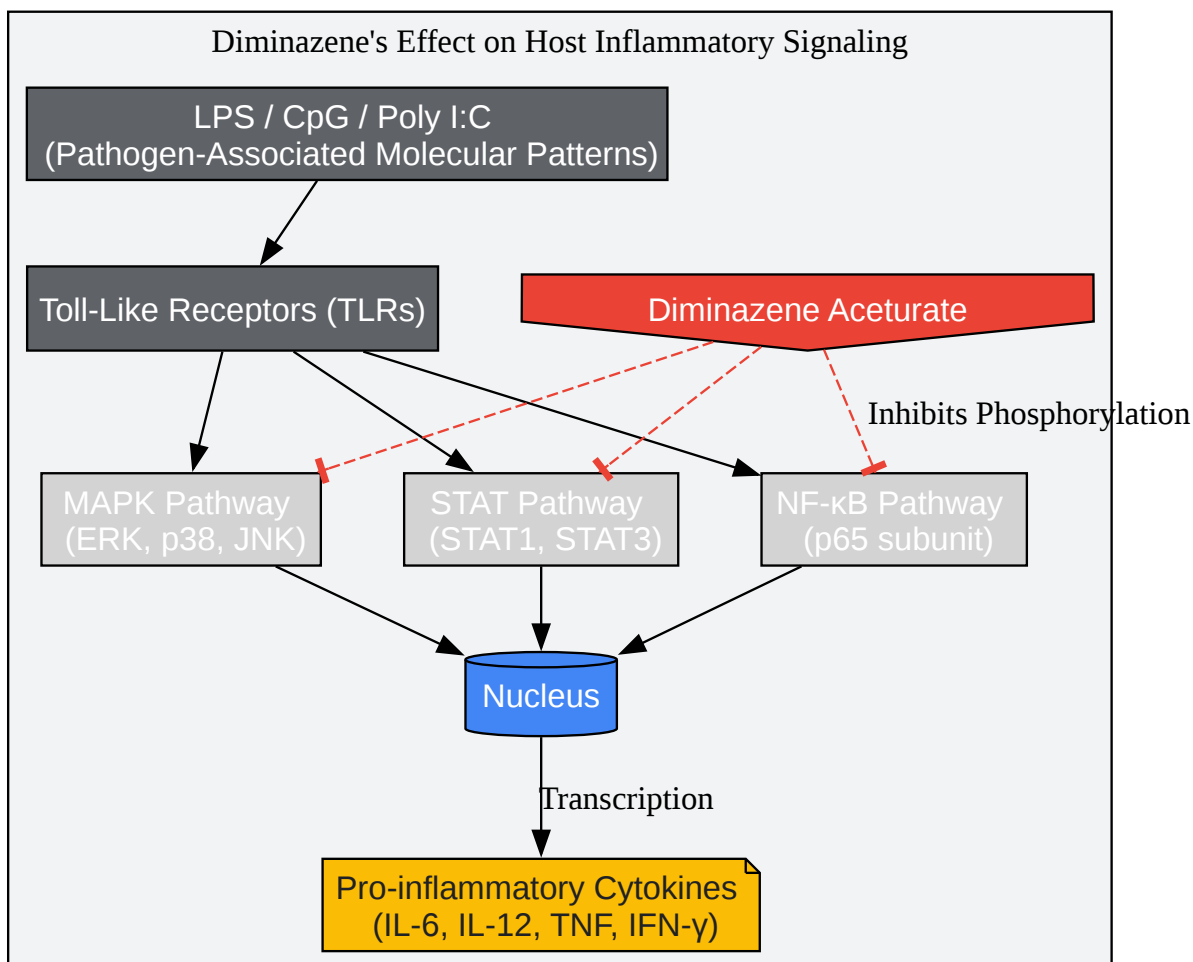 Diminazene's Effect on Host Inflammatory Signaling
LPS / CpG / Poly I:C
(Pathogen-Associated Molecular Patterns)
Toll-Like Receptors (TLRs)
Diminazene Aceturate
Inhibits Phosphorylation
MAPK Pathway
(ERK, p38, JNK)
STAT Pathway
(STAT1, STAT3)
NF-κB Pathway
(p65 subunit)
Nucleus
Transcription
Pro-inflammatory Cytokines
(IL-6, IL-12, TNF, IFN-γ)